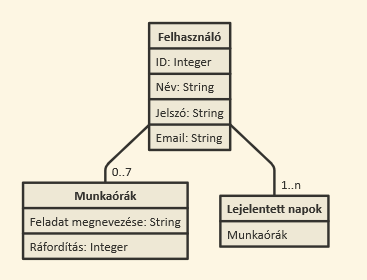 Felhasználó
ID: Integer
Név: String
Jelszó: String
Email: String
0..7
1..n
Munkaórák
Feladat megnevezése: String
Ráfordítás: Integer
Lejelentett napok
Munkaórák